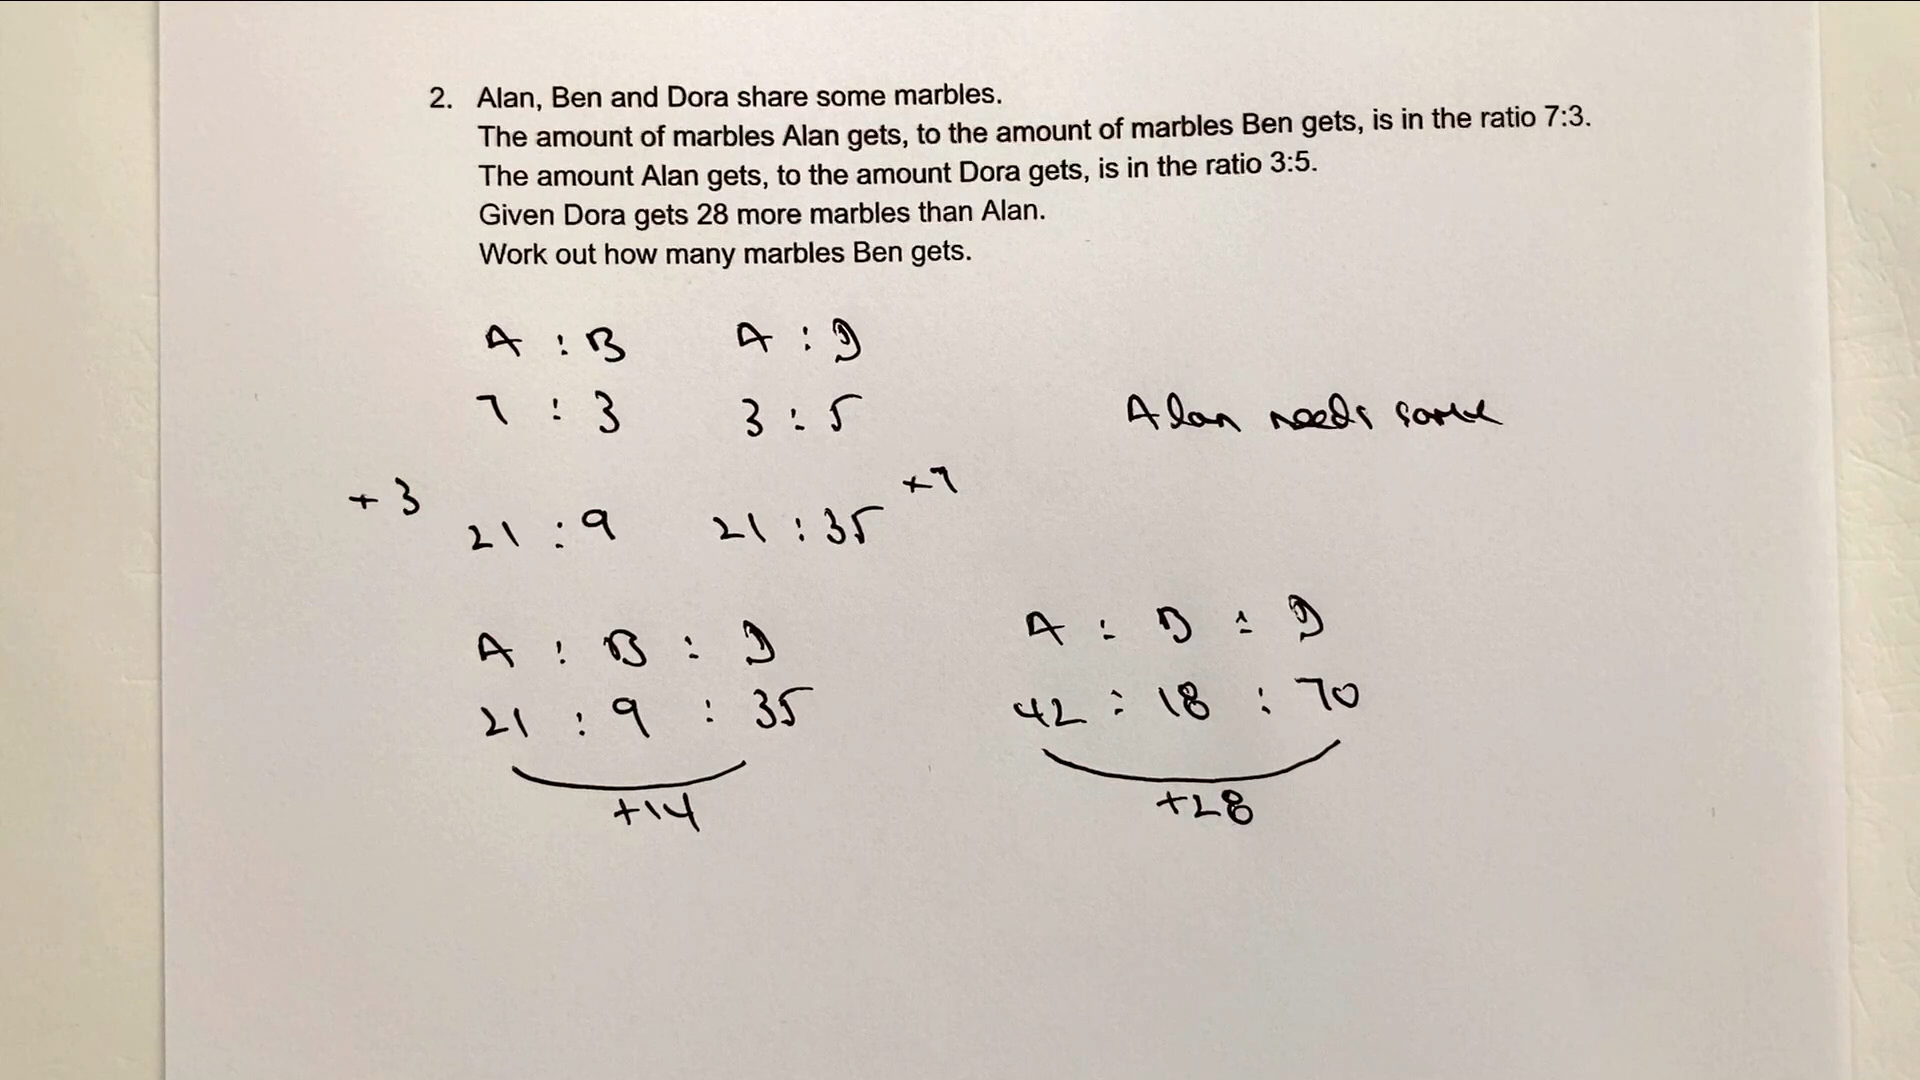 2. Alan, Ben and Dora share some marbles.
The amount of marbles Alan gets, to the amount of marbles Ben gets, is in the ratio 7:3.
The amount Alan gets, to the amount Dora gets, is in the ratio 3:5.
Given Dora gets 28 more marbles than Alan.
Work out how many marbles Ben gets.
A : B A : D
7 : 3 3 : 5
Alan needs same
×3 21 : 9 21 : 35 ×7
A : B : D
21 : 9 : 35
+14
A : B : D
42 : 18 : 70
+28